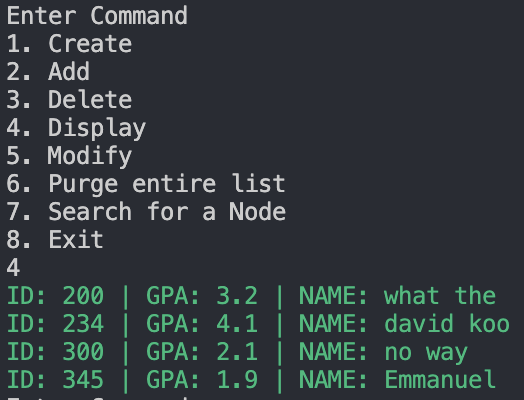 Enter Command
1. Create
2. Add
3. Delete
4. Display
5. Modify
6. Purge entire list
7. Search for a Node
8. Exit
4
ID: 200 | GPA: 3.2 | NAME: what the
ID: 234 | GPA: 4.1 | NAME: david koo
ID: 300 | GPA: 2.1 | NAME: no way
ID: 345 | GPA: 1.9 | NAME: Emmanuel